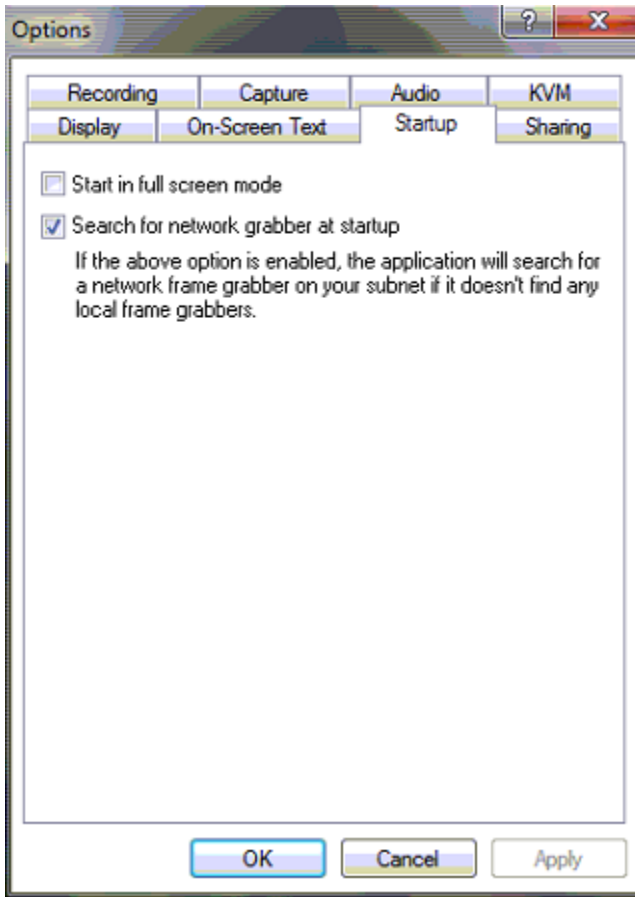 Options
?
X
Recording Capture Audio KVM
Display On-Screen Text Startup Sharing
Start in full screen mode
Search for network grabber at startup
If the above option is enabled, the application will search for
a network frame grabber on your subnet if it doesn't find any
local frame grabbers.
OK Cancel Apply